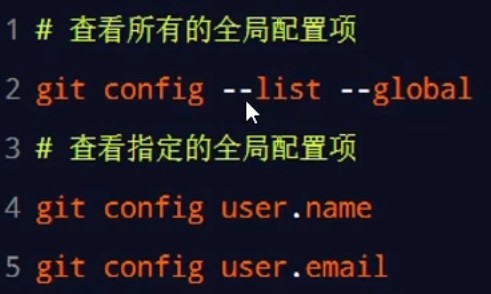 1 # 查看所有的全局配置项
2 git config --list --global
3 # 查看指定的全局配置项
4 git config user.name
5 git config user.email